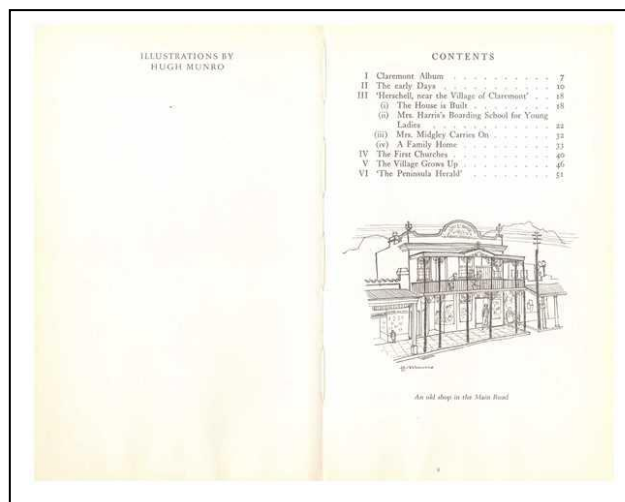 ILLUSTRATIONS BY
HUGH MUNRO
CONTENTS
I Claremont Album . . . . . . . . . . 7
II The early Days . . . . . . . . . . 10
III 'Herschell, near the Village of Claremont' . . 18
(i) The House is Built . . . . . . . . 18
(ii) Mrs. Harris's Boarding School for Young
Ladies . . . . . . . . . . . 22
(iii) Mrs. Midgley Carries On . . . . . . 32
(iv) A Family Home . . . . . . . . . 33
IV The First Churches . . . . . . . . . 40
V The Village Grows Up . . . . . . . . 46
VI 'The Peninsula Herald' . . . . . . . . 51
An old shop in the Main Road